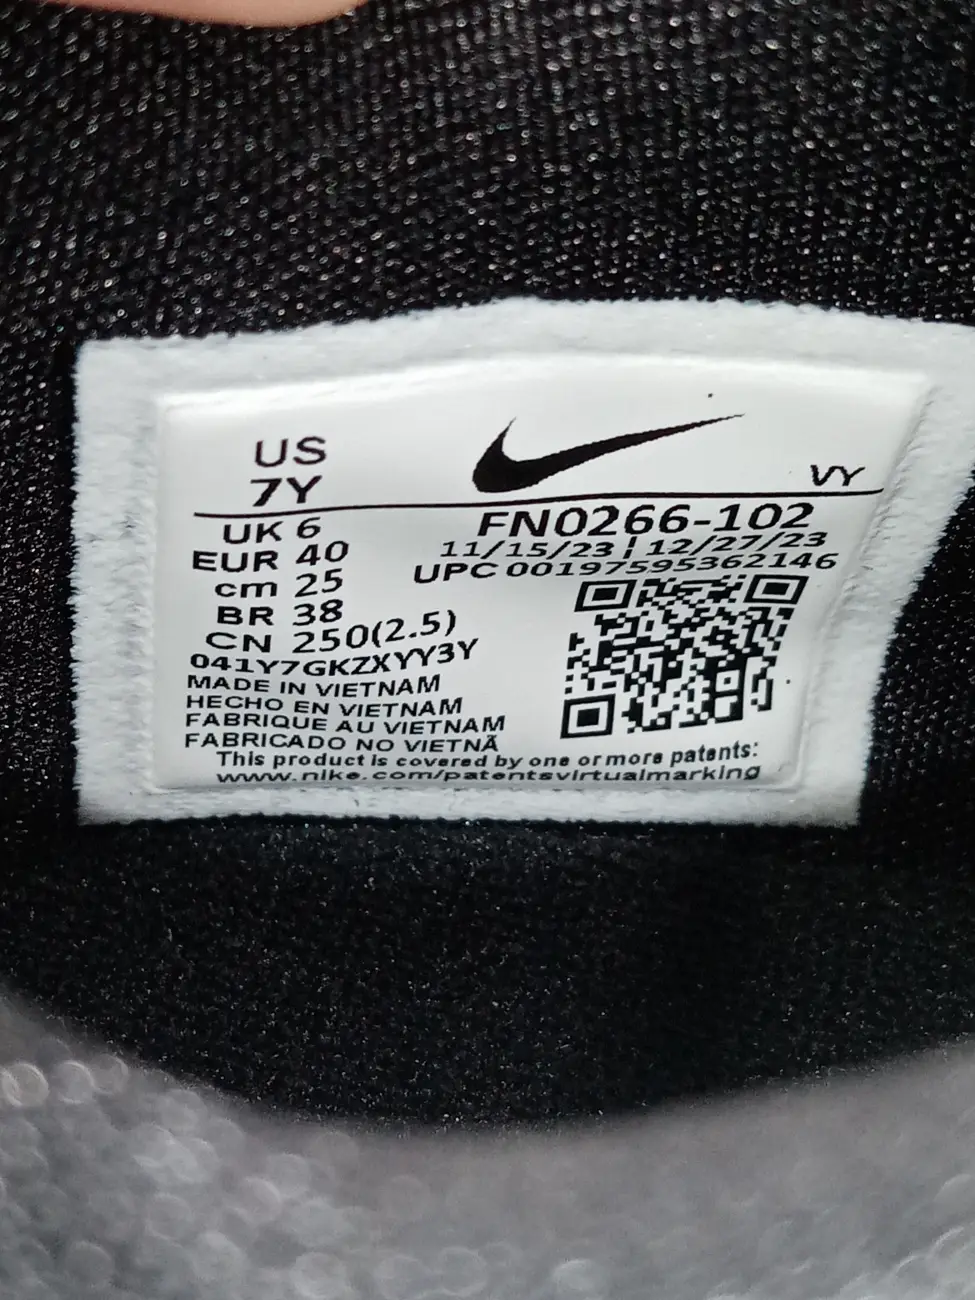 US
7Y
VY
UK 6
EUR 40
cm 25
BR 38
CN 250(2.5)
FN0266-102
11/15/23 | 12/27/23
UPC 00197595362146
041Y7GKZXYY3Y
MADE IN VIETNAM
HECHO EN VIETNAM
FABRIQUE AU VIETNAM
FABRICADO NO VIETNÃ
This product is covered by one or more patents:
www.nike.com/patentsvirtualmarking